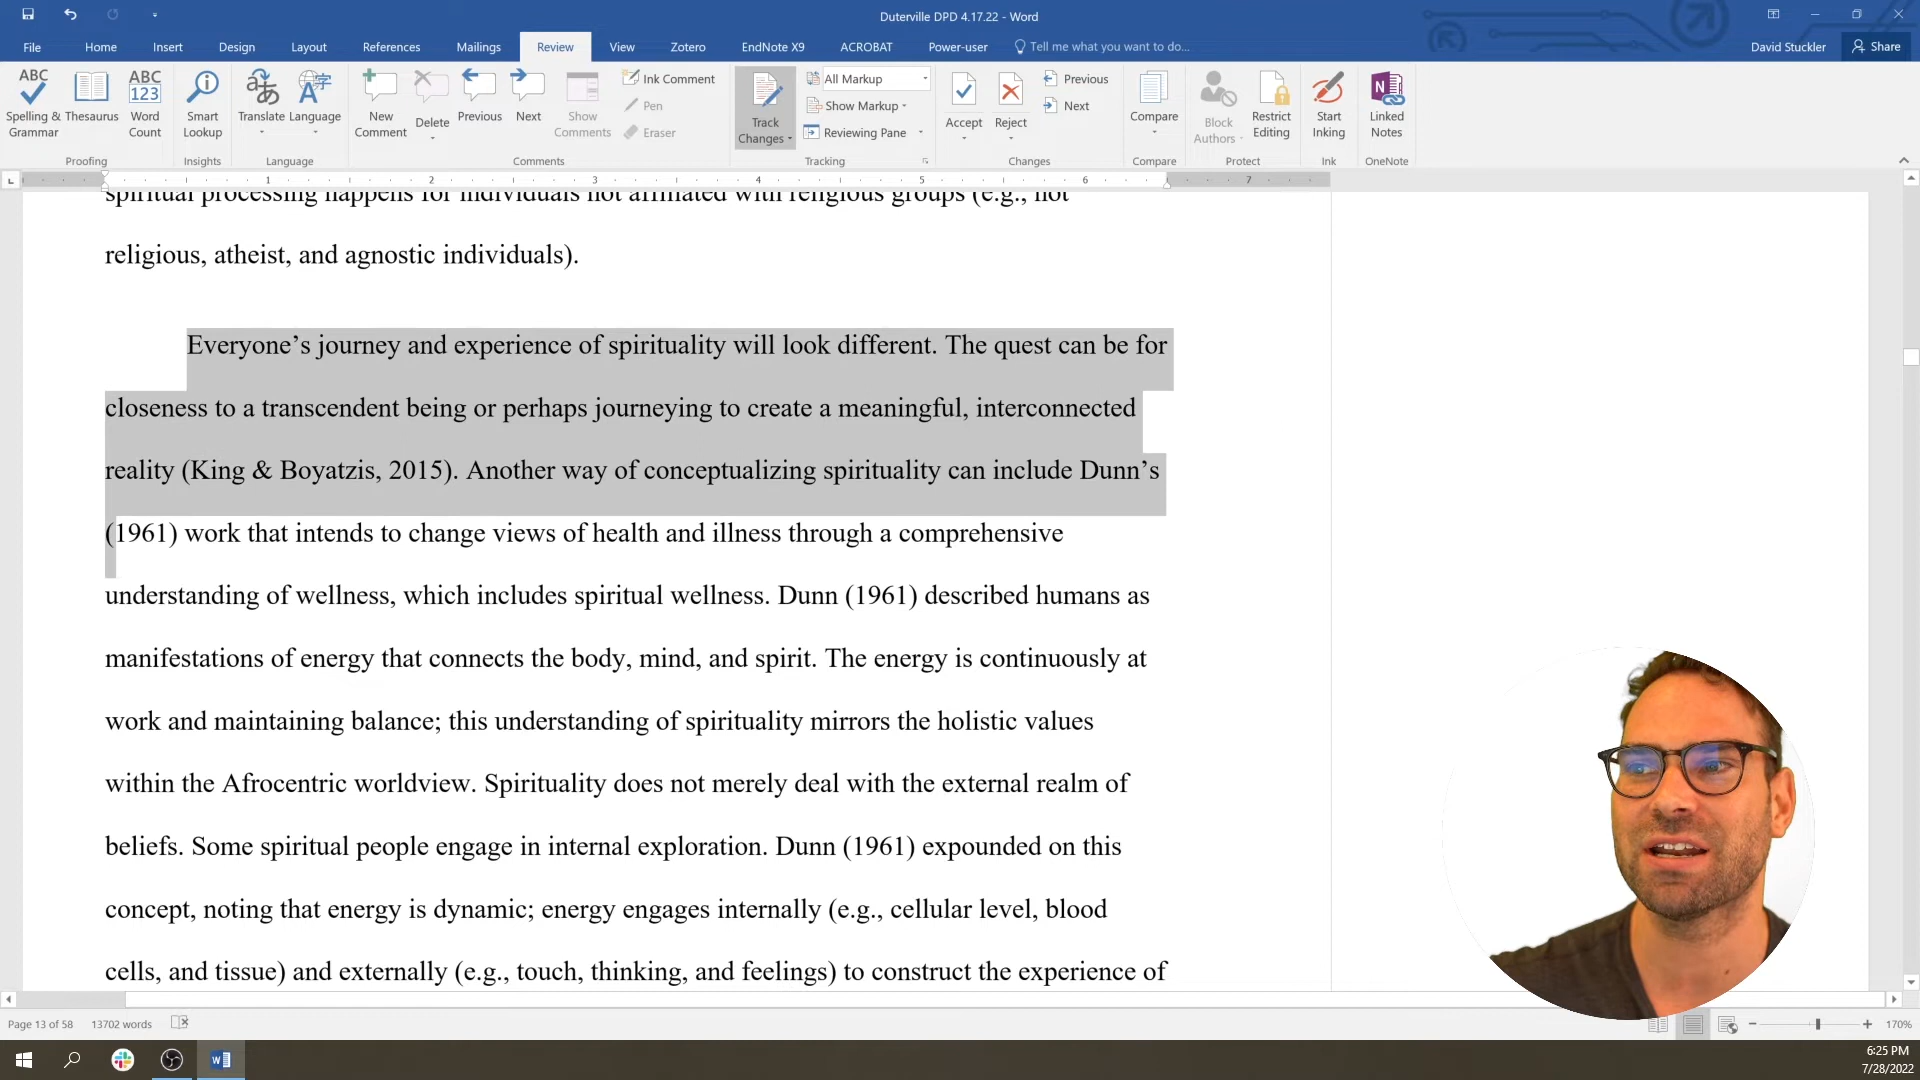 Duterville DPD 4.17.22 - Word
File Home Insert Design Layout References Mailings Review View Zotero EndNote X9 ACROBAT Power-user Tell me what you want to do... David Stuckler Share
ABC
Spelling & Grammar
Thesaurus
ABC 123
Word Count
Proofing
Smart Lookup
Insights
Translate
Language
Language
New Comment
Delete
Previous
Next
Show Comments
Ink Comment
Pen
Eraser
Comments
Track Changes
All Markup
Show Markup
Reviewing Pane
Tracking
Accept
Reject
Previous
Next
Changes
Compare
Compare
Block Authors
Restrict Editing
Protect
Start Inking
Ink
Linked Notes
OneNote
1 2 3 4 5 6 7
spiritual processing happens for individuals not affiliated with religious groups (e.g., not
religious, atheist, and agnostic individuals).
Everyone’s journey and experience of spirituality will look different. The quest can be for
closeness to a transcendent being or perhaps journeying to create a meaningful, interconnected
reality (King & Boyatzis, 2015). Another way of conceptualizing spirituality can include Dunn’s
(1961) work that intends to change views of health and illness through a comprehensive
understanding of wellness, which includes spiritual wellness. Dunn (1961) described humans as
manifestations of energy that connects the body, mind, and spirit. The energy is continuously at
work and maintaining balance; this understanding of spirituality mirrors the holistic values
within the Afrocentric worldview. Spirituality does not merely deal with the external realm of
beliefs. Some spiritual people engage in internal exploration. Dunn (1961) expounded on this
concept, noting that energy is dynamic; energy engages internally (e.g., cellular level, blood
cells, and tissue) and externally (e.g., touch, thinking, and feelings) to construct the experience of
Page 13 of 58 13702 words 170%
6:25 PM
7/28/2022